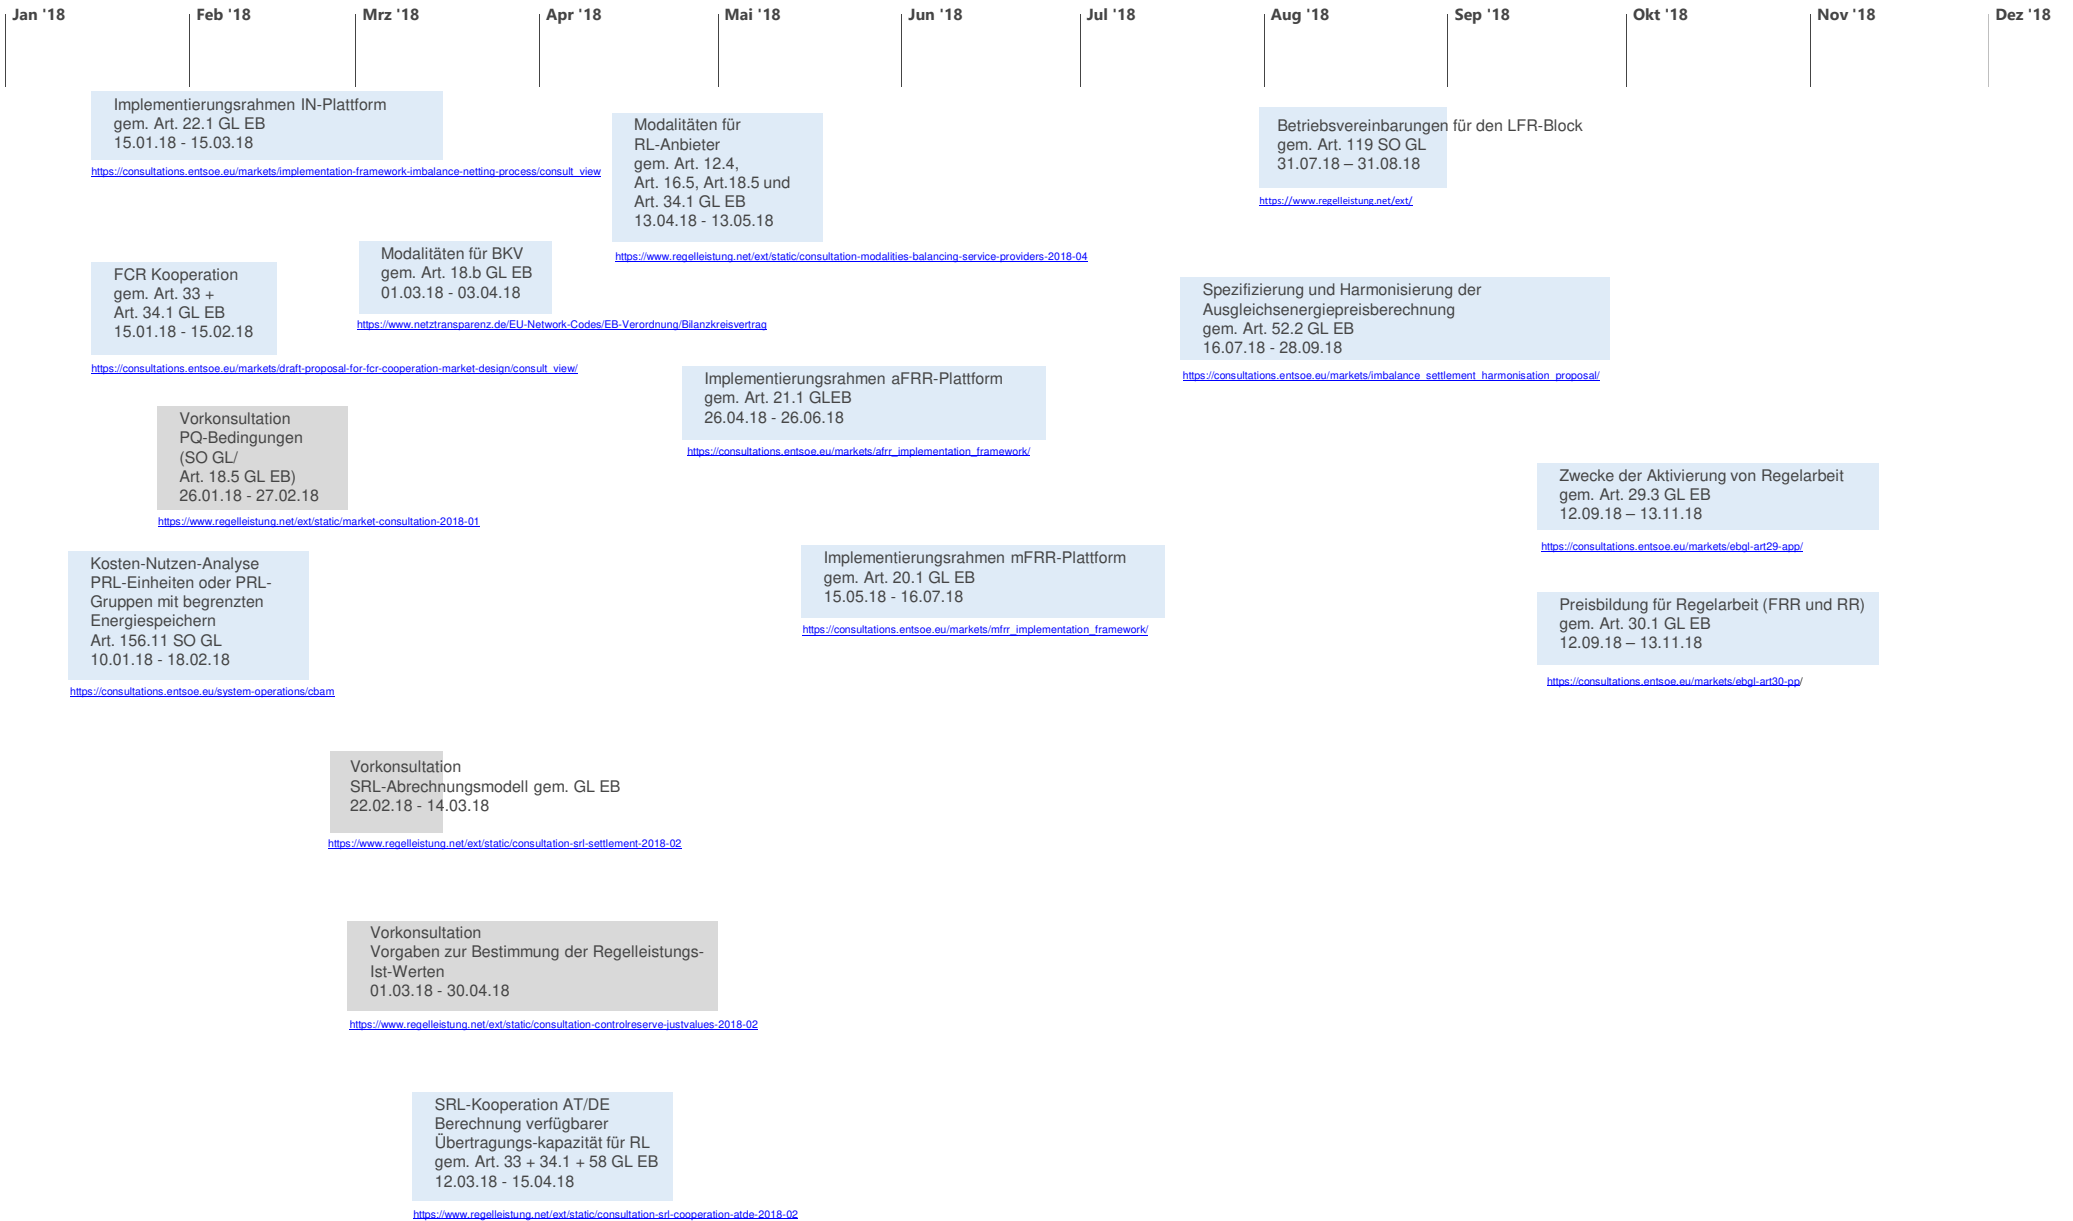 Jan '18
Feb '18
Mrz '18
Apr '18
Mai '18
Jun '18
Jul '18
Aug '18
Sep '18
Okt '18
Nov '18
Dez '18
Implementierungsrahmen IN-Plattform
gem. Art. 22.1 GL EB
15.01.18 - 15.03.18
https://consultations.entsoe.eu/markets/implementation-framework-imbalance-netting-process/consult_view
Modalitäten für
RL-Anbieter
gem. Art. 12.4,
Art. 16.5, Art.18.5 und
Art. 34.1 GL EB
13.04.18 - 13.05.18
https://www.regelleistung.net/ext/static/consultation-modalities-balancing-service-providers-2018-04
Betriebsvereinbarungen für den LFR-Block
gem. Art. 119 SO GL
31.07.18 – 31.08.18
https://www.regelleistung.net/ext/
FCR Kooperation
gem. Art. 33 +
Art. 34.1 GL EB
15.01.18 - 15.02.18
https://consultations.entsoe.eu/markets/draft-proposal-for-fcr-cooperation-market-design/consult_view/
Modalitäten für BKV
gem. Art. 18.b GL EB
01.03.18 - 03.04.18
https://www.netztransparenz.de/EU-Network-Codes/EB-Verordnung/Bilanzkreisvertrag
Spezifizierung und Harmonisierung der
Ausgleichsenergiepreisberechnung
gem. Art. 52.2 GL EB
16.07.18 - 28.09.18
https://consultations.entsoe.eu/markets/imbalance_settlement_harmonisation_proposal/
Implementierungsrahmen aFRR-Plattform
gem. Art. 21.1 GLEB
26.04.18 - 26.06.18
https://consultations.entsoe.eu/markets/afrr_implementation_framework/
Vorkonsultation
PQ-Bedingungen
(SO GL/
Art. 18.5 GL EB)
26.01.18 - 27.02.18
https://www.regelleistung.net/ext/static/market-consultation-2018-01
Zwecke der Aktivierung von Regelarbeit
gem. Art. 29.3 GL EB
12.09.18 – 13.11.18
https://consultations.entsoe.eu/markets/ebgl-art29-app/
Kosten-Nutzen-Analyse
PRL-Einheiten oder PRL-
Gruppen mit begrenzten
Energiespeichern
Art. 156.11 SO GL
10.01.18 - 18.02.18
https://consultations.entsoe.eu/system-operations/cbam
Implementierungsrahmen mFRR-Plattform
gem. Art. 20.1 GL EB
15.05.18 - 16.07.18
https://consultations.entsoe.eu/markets/mfrr_implementation_framework/
Preisbildung für Regelarbeit (FRR und RR)
gem. Art. 30.1 GL EB
12.09.18 – 13.11.18
https://consultations.entsoe.eu/markets/ebgl-art30-pp/
Vorkonsultation
SRL-Abrechnungsmodell gem. GL EB
22.02.18 - 14.03.18
https://www.regelleistung.net/ext/static/consultation-srl-settlement-2018-02
Vorkonsultation
Vorgaben zur Bestimmung der Regelleistungs-
Ist-Werten
01.03.18 - 30.04.18
https://www.regelleistung.net/ext/static/consultation-controlreserve-justvalues-2018-02
SRL-Kooperation AT/DE
Berechnung verfügbarer
Übertragungs-kapazität für RL
gem. Art. 33 + 34.1 + 58 GL EB
12.03.18 - 15.04.18
https://www.regelleistung.net/ext/static/consultation-srl-cooperation-atde-2018-02